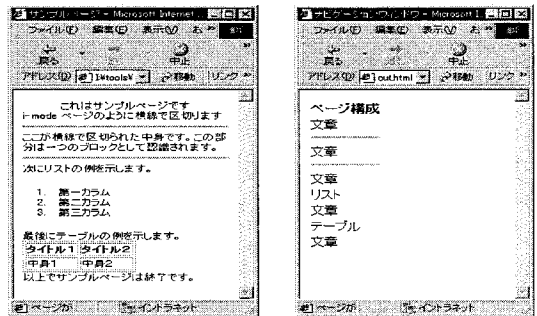 サンプルページ - Microsoft Internet ...
ファイル(F) 編集(E) 表示(V) お »
戻る 中止
アドレス(D) I:¥tools¥ 移動 リンク »
これはサンプルページです
i-mode ページのように横線で区切ります
ここが横線で区切られた中身です。この部
分は一つのブロックとして認識されます。
次にリストの例を示します。
1. 第一カラム
2. 第二カラム
3. 第三カラム
最後にテーブルの例を示します。
タイトル1 タイトル2
中身1 中身2
以上でサンプルページは終了です。
ページが イントラネット
ナビゲーションウィンドウ - Microsoft I
ファイル(F) 編集(E) 表示(V) お »
戻る 中止
アドレス(D) out.html 移動 リンク »
ページ構成
文章
文章
文章
リスト
文章
テーブル
文章
ページが イントラネット